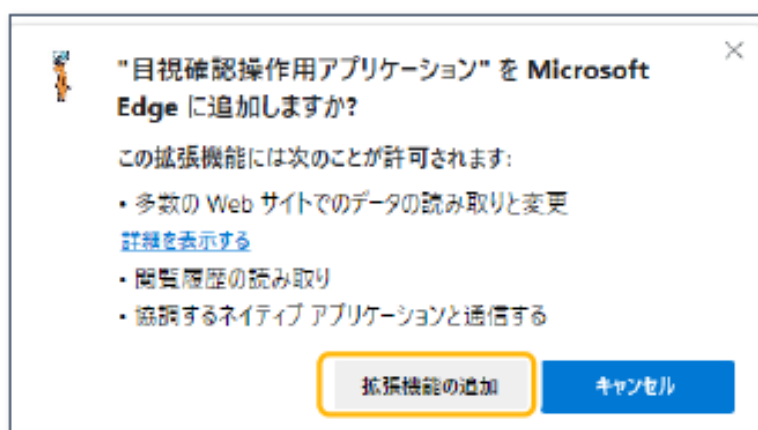 "目視確認操作用アプリケーション" を Microsoft
Edge に追加しますか?
この拡張機能には次のことが許可されます:
• 多数の Web サイトでのデータの読み取りと変更
詳細を表示する
• 閲覧履歴の読み取り
• 協調するネイティブ アプリケーションと通信する
拡張機能の追加
キャンセル